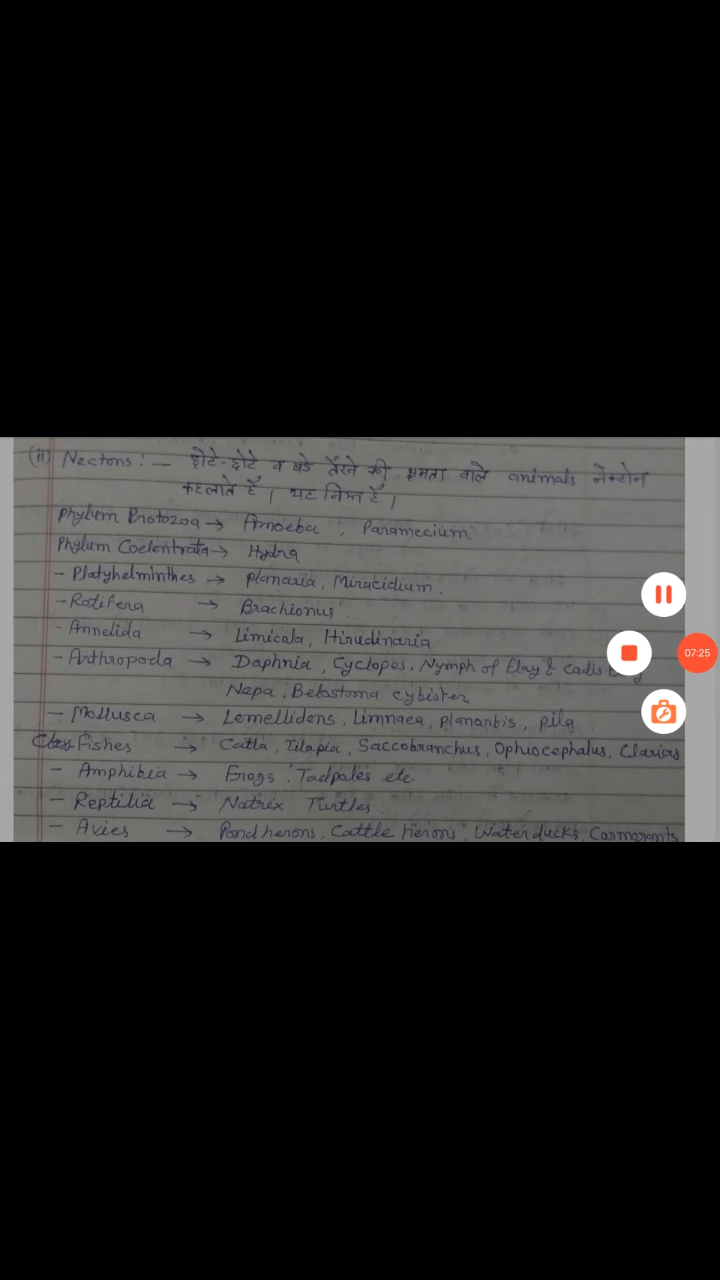 (ii) Nectons : — छोटे-छोटे व बडे तैरने की क्षमता वाले animals नेक्टोन
कहलाते हैं। यह निम्न हैं।
Phylum Protozoa → Amoeba , Paramecium.
Phylum Coelentrata → Hydra
- Platyhelminthes → planaria, Miracidium.
- Rotifera → Brachionus
- Annelida → Limicola, Hirudinaria
- Arthropoda → Daphnia, Cyclopes, Nymph of &
Nepa, Belostoma cybister
07:25
- Mollusca → Lemellidens, Limnaea, planorbis, pila
Class Fishes → Catla, Tilapia, Saccobranchus, Ophiocephalus, Clarias
- Amphibia → Frogs, Tadpoles etc
- Reptilia → Natrix Turtles
- Avies → Pond herons, Cattle herons, Water ducks, Cormorants